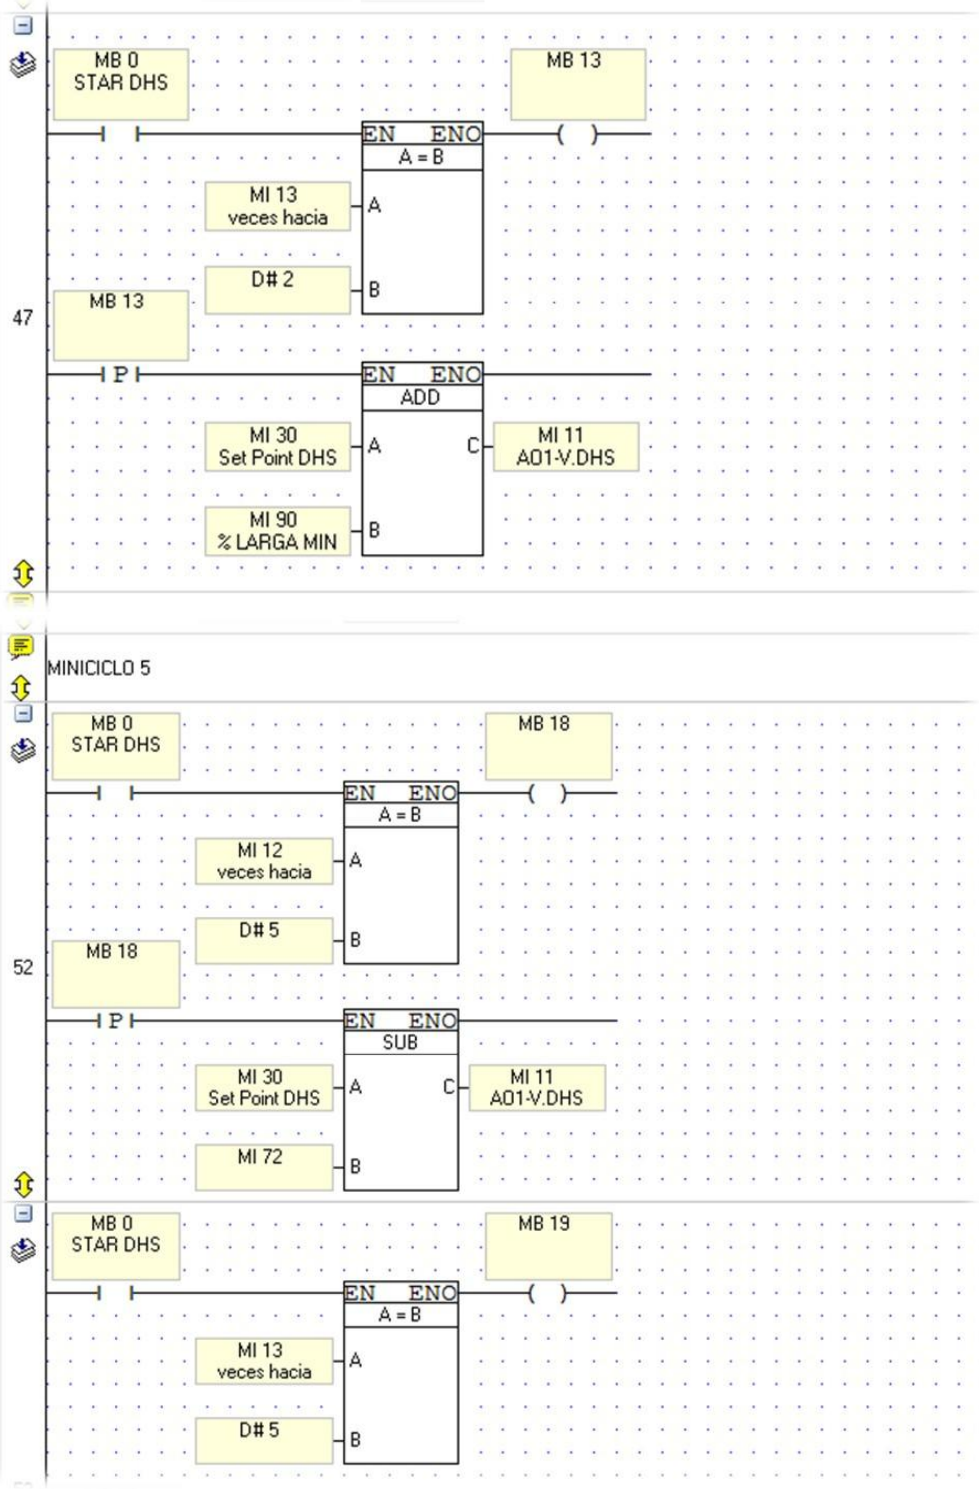 MB 0
STAR DHS
MB 13
EN ENO
A = B
MI 13
veces hacia
A
D# 2
B
MB 13
47
P
EN ENO
ADD
MI 30
Set Point DHS
A
C
MI 11
AO1-V.DHS
MI 90
% LARGA MIN
B
MINICICLO 5
MB 0
STAR DHS
MB 18
EN ENO
A = B
MI 12
veces hacia
A
D# 5
B
MB 18
52
P
EN ENO
SUB
MI 30
Set Point DHS
A
C
MI 11
AO1-V.DHS
MI 72
B
MB 0
STAR DHS
MB 19
EN ENO
A = B
MI 13
veces hacia
A
D# 5
B